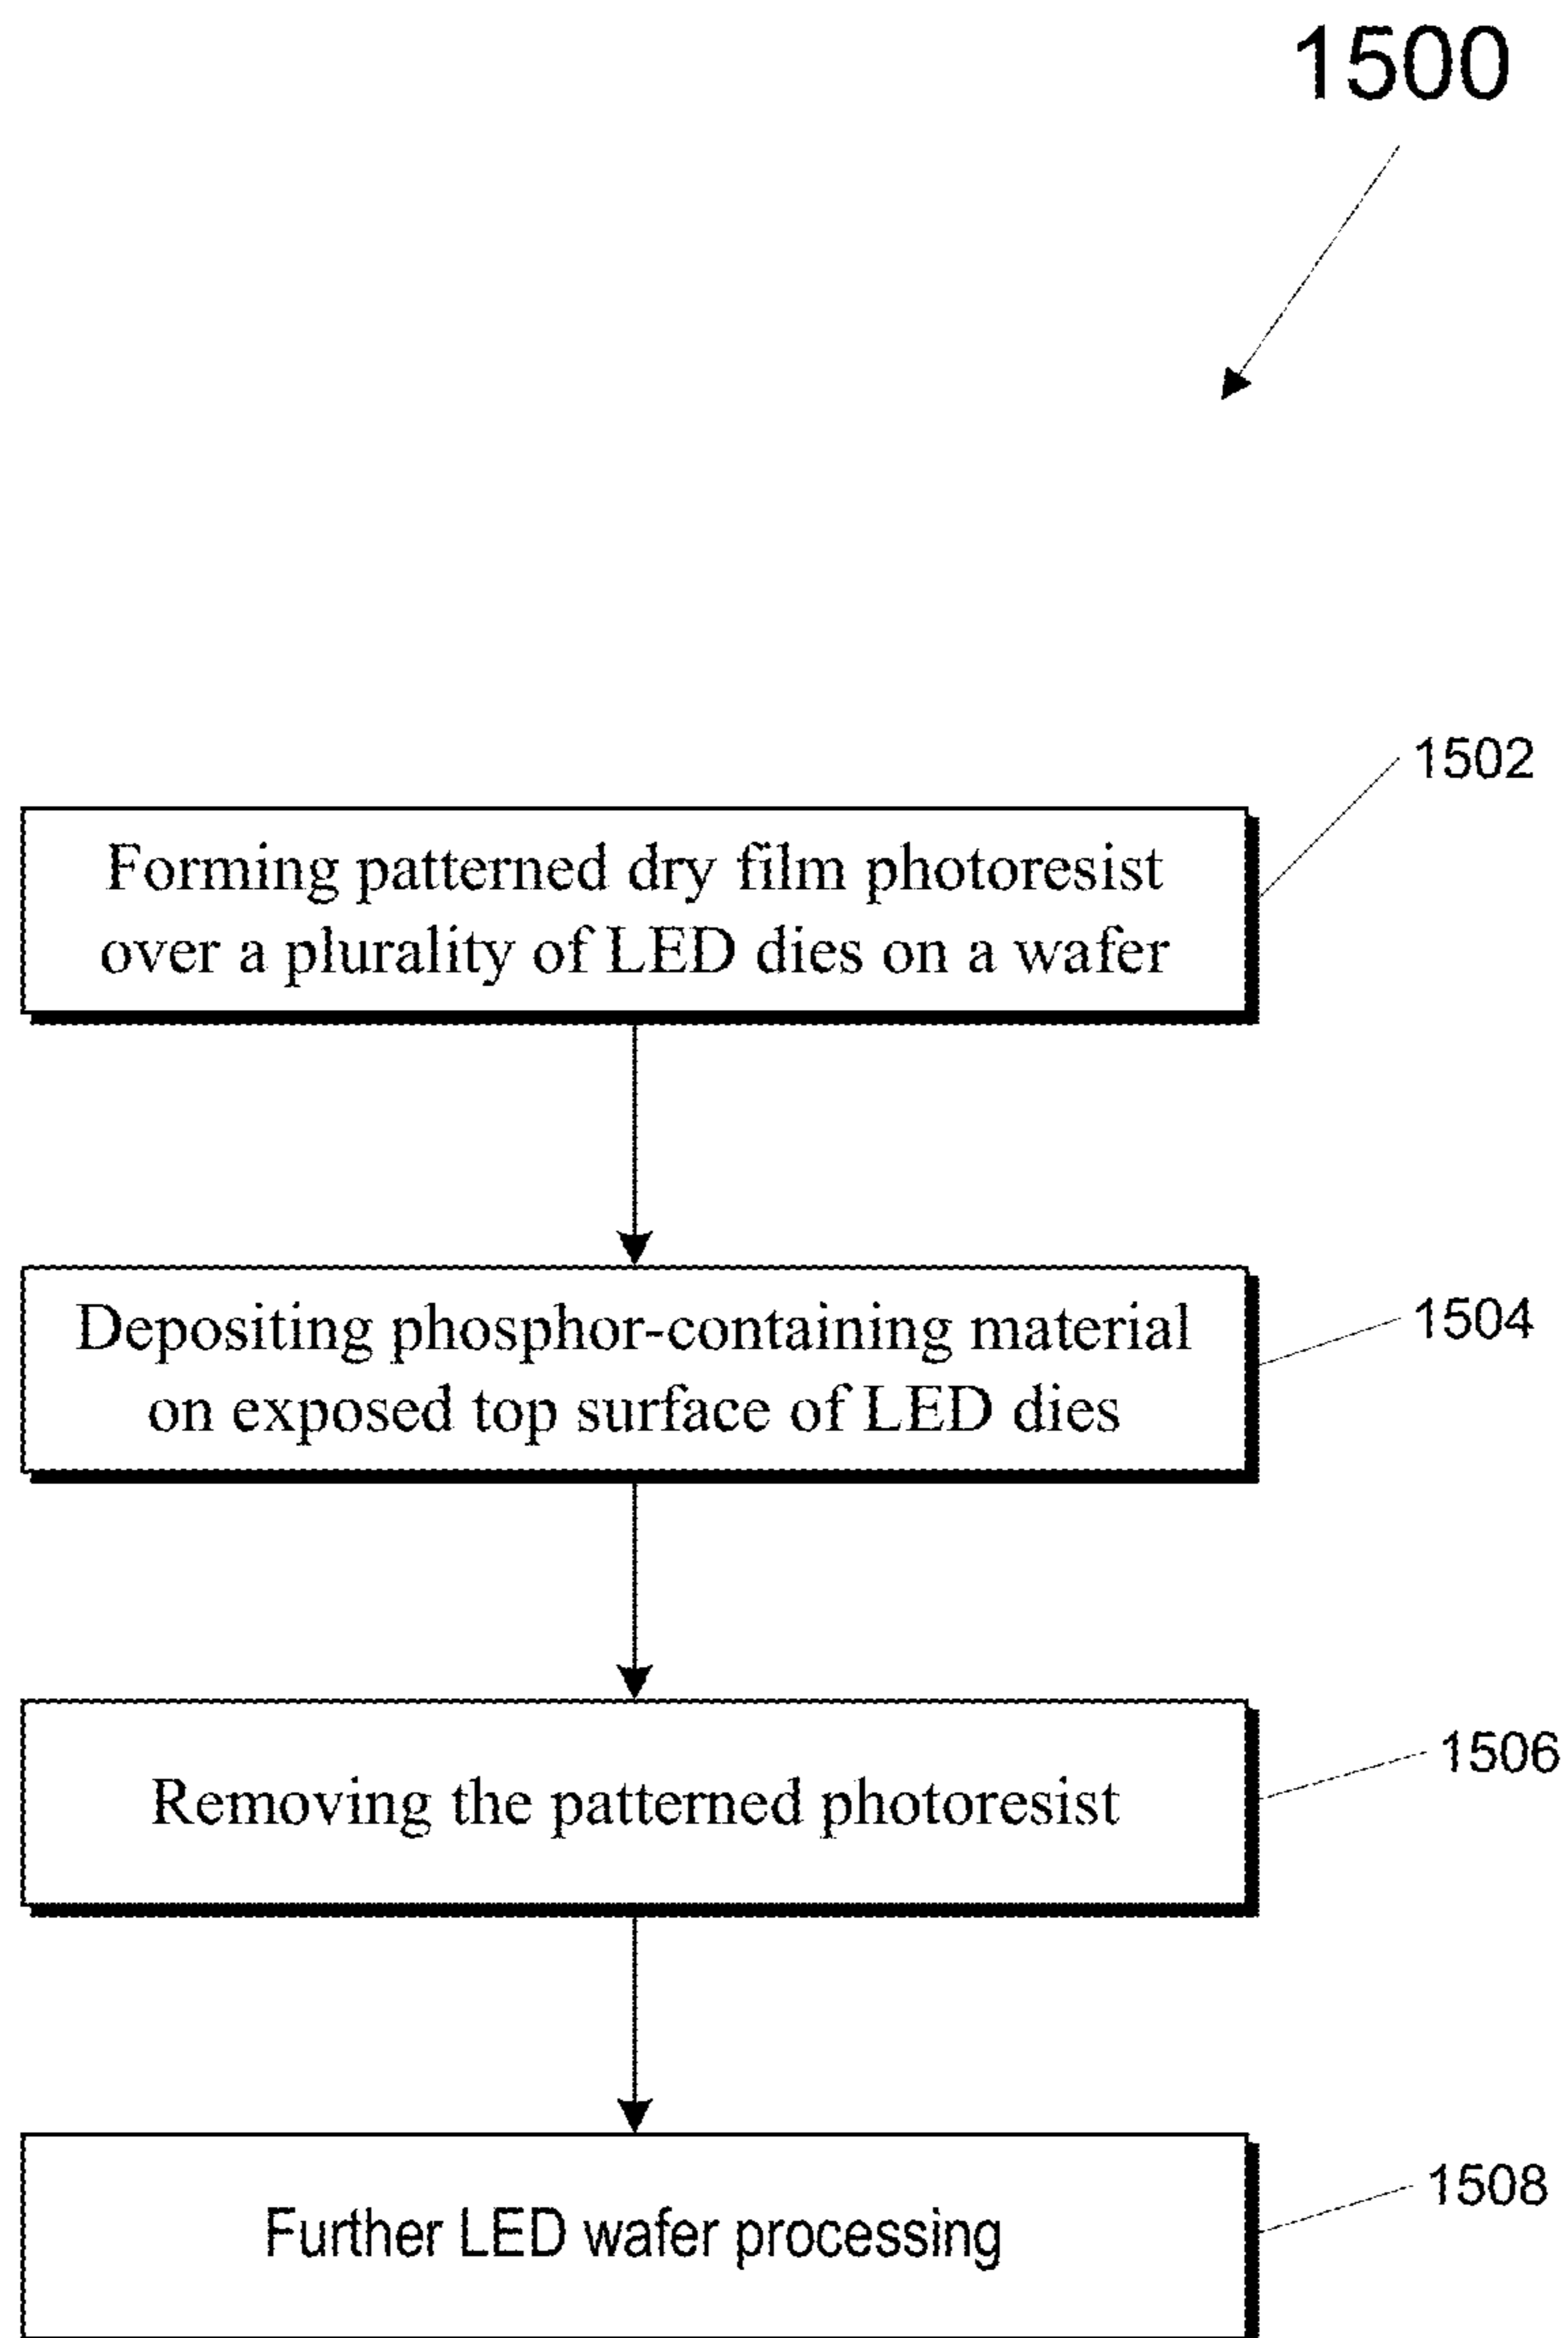 1500
1502
Forming patterned dry film photoresist
over a plurality of LED dies on a wafer
1504
Depositing phosphor-containing material
on exposed top surface of LED dies
1506
Removing the patterned photoresist
1508
Further LED wafer processing